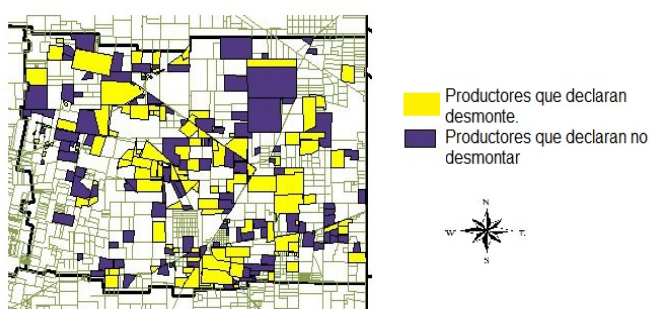 Productores que declaran
desmonte.
Productores que declaran no
desmontar
N
W
E
S